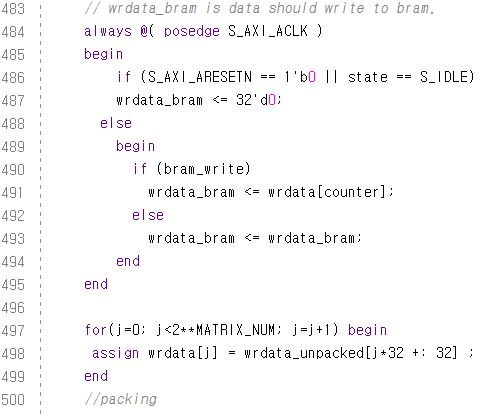 483 // wrdata_bram is data should write to bram.
484 always @( posedge S_AXI_ACLK )
485 begin
486 if (S_AXI_ARESETN == 1'b0 || state == S_IDLE)
487 wrdata_bram <= 32'd0;
488 else
489 begin
490 if (bram_write)
491 wrdata_bram <= wrdata[counter];
492 else
493 wrdata_bram <= wrdata_bram;
494 end
495 end
496
497 for(j=0; j<2**MATRIX_NUM; j=j+1) begin
498 assign wrdata[j] = wrdata_unpacked[j*32 +: 32] ;
499 end
500 //packing